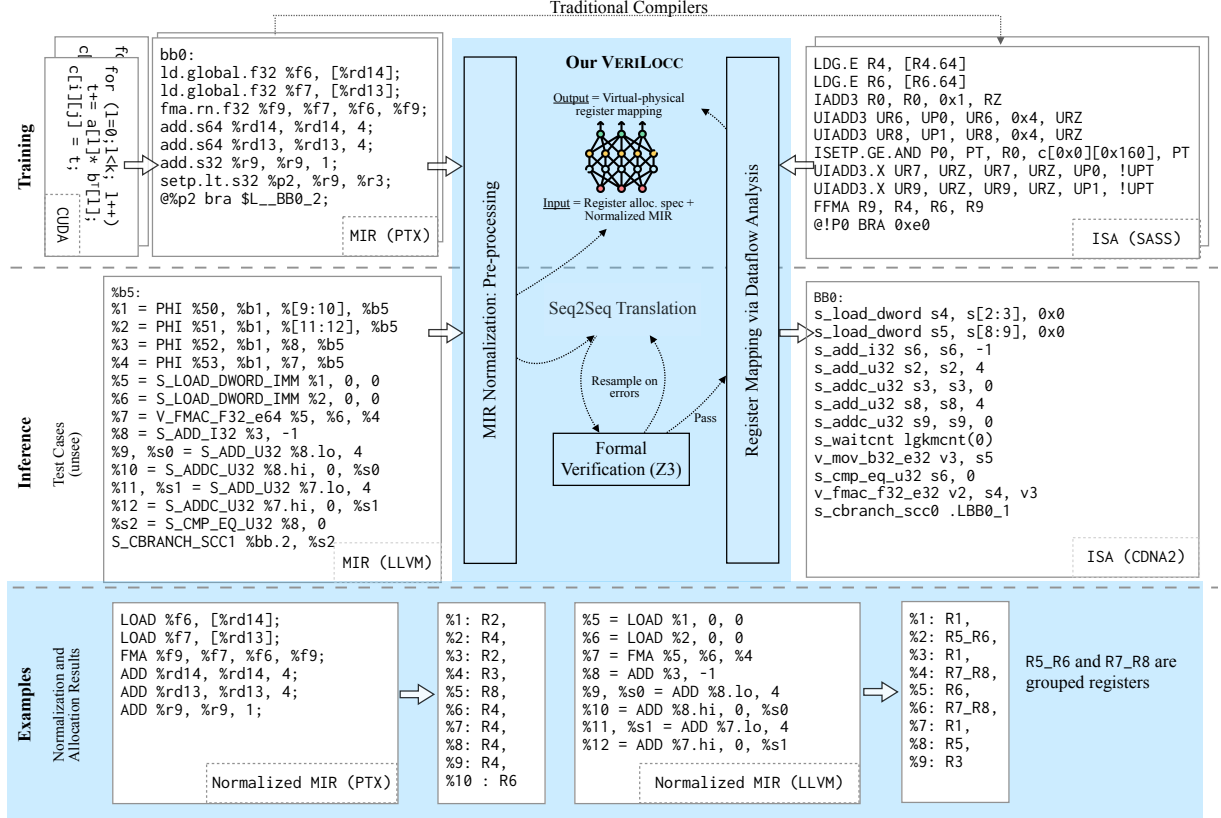 Traditional Compilers
Training
fo
c[
for (l=0;l<k; l++)
t+= a[l]* bᵀ[l];
c[i][j] = t;
CUDA
bb0:
ld.global.f32 %f6, [%rd14];
ld.global.f32 %f7, [%rd13];
fma.rn.f32 %f9, %f7, %f6, %f9;
add.s64 %rd14, %rd14, 4;
add.s64 %rd13, %rd13, 4;
add.s32 %r9, %r9, 1;
setp.lt.s32 %p2, %r9, %r3;
@%p2 bra $L__BB0_2;
MIR (PTX)
MIR Normalization: Pre-processing
Our VERILOCC
Output = Virtual-physical
register mapping
Input = Register alloc. spec +
Normalized MIR
Seq2Seq Translation
Resample on
errors
Pass
Formal
Verification (Z3)
Register Mapping via Dataflow Analysis
LDG.E R4, [R4.64]
LDG.E R6, [R6.64]
IADD3 R0, R0, 0x1, RZ
UIADD3 UR6, UP0, UR6, 0x4, URZ
UIADD3 UR8, UP1, UR8, 0x4, URZ
ISETP.GE.AND P0, PT, R0, c[0x0][0x160], PT
UIADD3.X UR7, URZ, UR7, URZ, UP0, !UPT
UIADD3.X UR9, URZ, UR9, URZ, UP1, !UPT
FFMA R9, R4, R6, R9
@!P0 BRA 0xe0
ISA (SASS)
Inference
Test Cases
(unsee)
%b5:
%1 = PHI %50, %b1, %[9:10], %b5
%2 = PHI %51, %b1, %[11:12], %b5
%3 = PHI %52, %b1, %8, %b5
%4 = PHI %53, %b1, %7, %b5
%5 = S_LOAD_DWORD_IMM %1, 0, 0
%6 = S_LOAD_DWORD_IMM %2, 0, 0
%7 = V_FMAC_F32_e64 %5, %6, %4
%8 = S_ADD_I32 %3, -1
%9, %s0 = S_ADD_U32 %8.lo, 4
%10 = S_ADDC_U32 %8.hi, 0, %s0
%11, %s1 = S_ADD_U32 %7.lo, 4
%12 = S_ADDC_U32 %7.hi, 0, %s1
%s2 = S_CMP_EQ_U32 %8, 0
S_CBRANCH_SCC1 %bb.2, %s2
MIR (LLVM)
BB0:
s_load_dword s4, s[2:3], 0x0
s_load_dword s5, s[8:9], 0x0
s_add_i32 s6, s6, -1
s_add_u32 s2, s2, 4
s_addc_u32 s3, s3, 0
s_add_u32 s8, s8, 4
s_addc_u32 s9, s9, 0
s_waitcnt lgkmcnt(0)
v_mov_b32_e32 v3, s5
s_cmp_eq_u32 s6, 0
v_fmac_f32_e32 v2, s4, v3
s_cbranch_scc0 .LBB0_1
ISA (CDNA2)
Examples
Normalization and
Allocation Results
LOAD %f6, [%rd14];
LOAD %f7, [%rd13];
FMA %f9, %f7, %f6, %f9;
ADD %rd14, %rd14, 4;
ADD %rd13, %rd13, 4;
ADD %r9, %r9, 1;
Normalized MIR (PTX)
%1: R2,
%2: R4,
%3: R2,
%4: R3,
%5: R8,
%6: R4,
%7: R4,
%8: R4,
%9: R4,
%10 : R6
%5 = LOAD %1, 0, 0
%6 = LOAD %2, 0, 0
%7 = FMA %5, %6, %4
%8 = ADD %3, -1
%9, %s0 = ADD %8.lo, 4
%10 = ADD %8.hi, 0, %s0
%11, %s1 = ADD %7.lo, 4
%12 = ADD %7.hi, 0, %s1
Normalized MIR (LLVM)
%1: R1,
%2: R5_R6,
%3: R1,
%4: R7_R8,
%5: R6,
%6: R7_R8,
%7: R1,
%8: R5,
%9: R3
R5_R6 and R7_R8 are
grouped registers